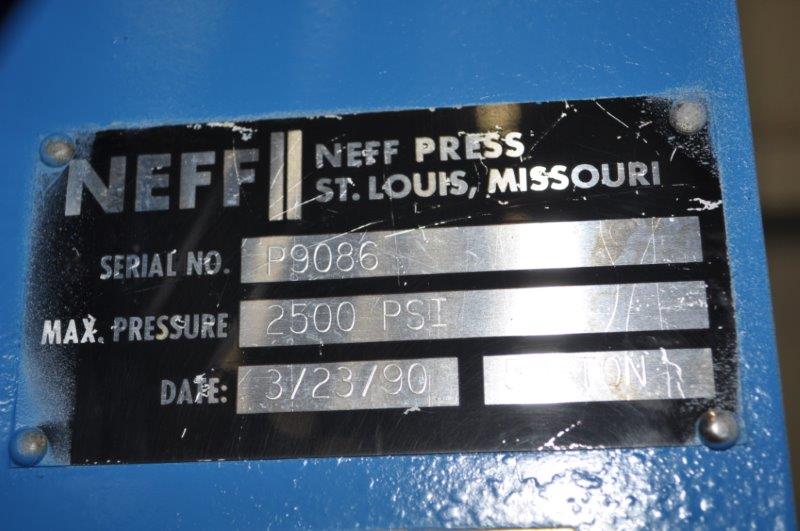 NEFF
NEFF PRESS
ST. LOUIS, MISSOURI
SERIAL NO. P9086
MAX. PRESSURE 2500 PSI
DATE: 3/23/90 TON